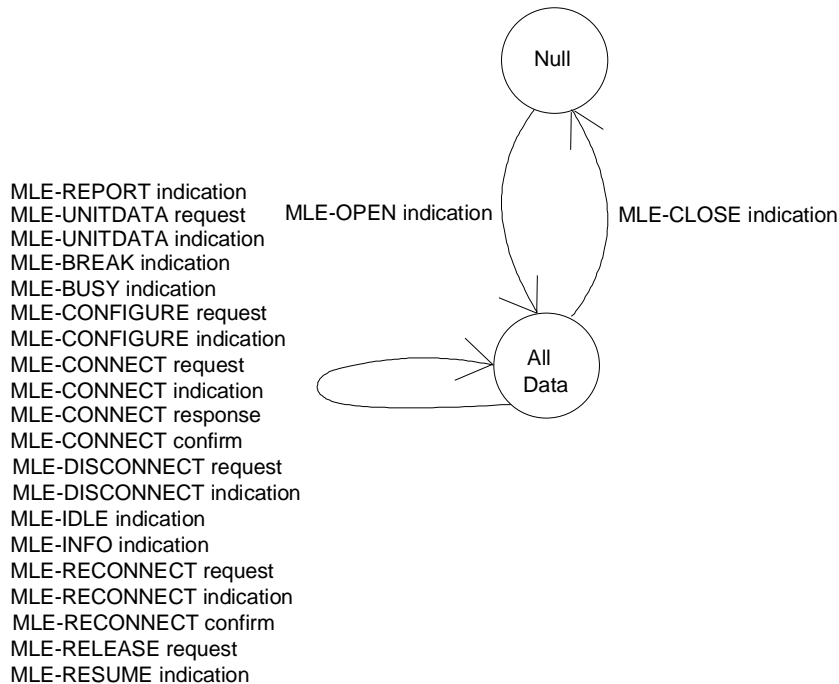 Null
MLE-OPEN indication
MLE-CLOSE indication
MLE-REPORT indication
MLE-UNITDATA request
MLE-UNITDATA indication
MLE-BREAK indication
MLE-BUSY indication
MLE-CONFIGURE request
MLE-CONFIGURE indication
MLE-CONNECT request
MLE-CONNECT indication
MLE-CONNECT response
MLE-CONNECT confirm
MLE-DISCONNECT request
MLE-DISCONNECT indication
MLE-IDLE indication
MLE-INFO indication
MLE-RECONNECT request
MLE-RECONNECT indication
MLE-RECONNECT confirm
MLE-RELEASE request
MLE-RESUME indication
All
Data